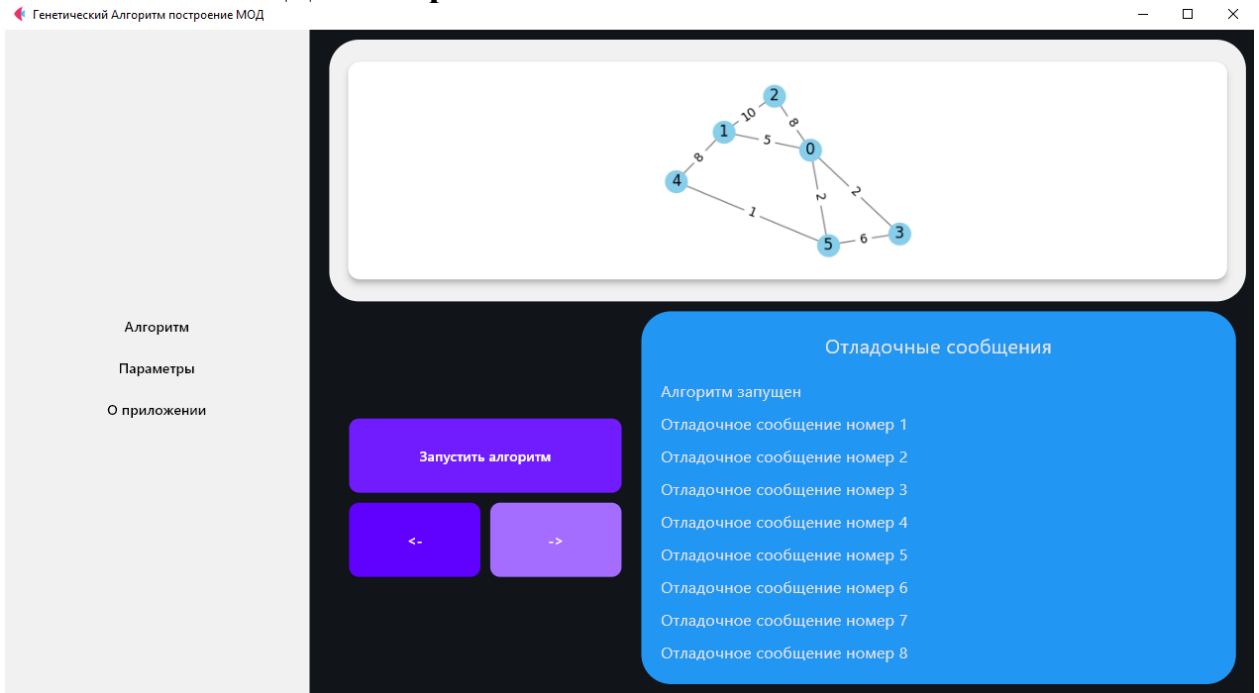 Генетический Алгоритм построение МОД
2
10
8
1
5
0
8
4
2
2
1
3
6
5
Алгоритм
Параметры
О приложении
Запустить алгоритм
<-
->
Отладочные сообщения
Алгоритм запущен
Отладочное сообщение номер 1
Отладочное сообщение номер 2
Отладочное сообщение номер 3
Отладочное сообщение номер 4
Отладочное сообщение номер 5
Отладочное сообщение номер 6
Отладочное сообщение номер 7
Отладочное сообщение номер 8